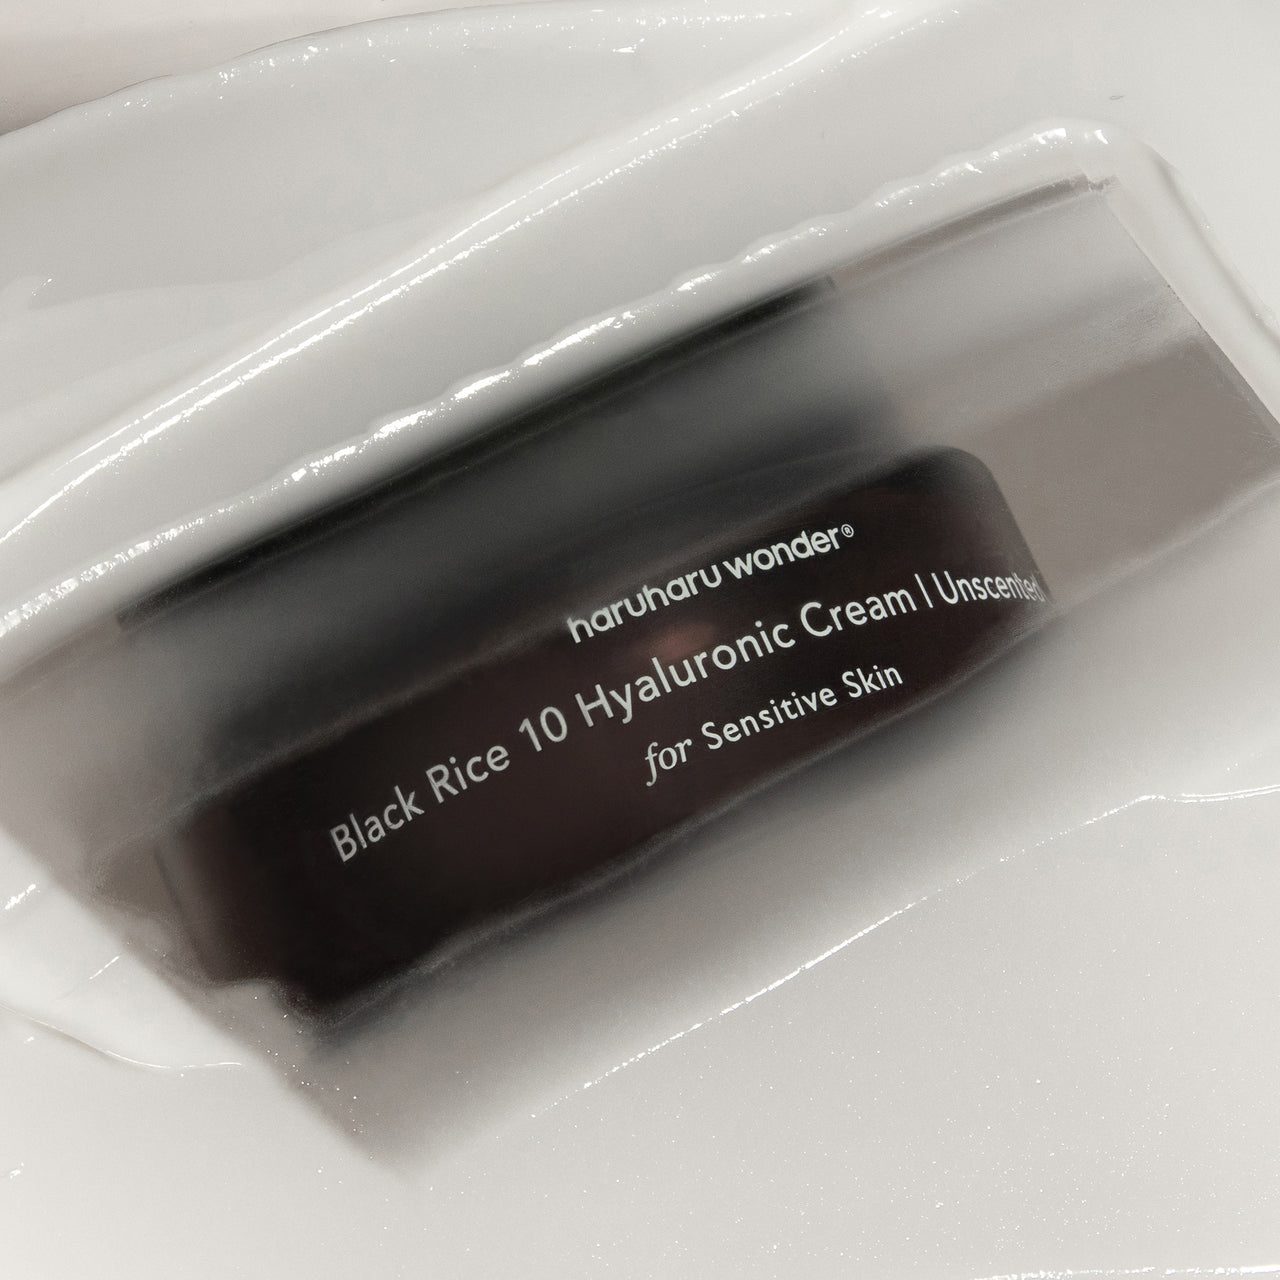 haruharu wonder®
Black Rice 10 Hyaluronic Cream | Unscented
for Sensitive Skin